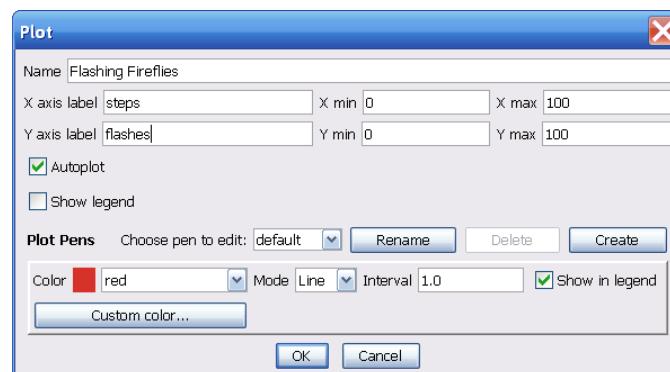 Plot
Name Flashing Fireflies
X axis label steps X min 0 X max 100
Y axis label flashes Y min 0 Y max 100
Autoplot
Show legend
Plot Pens Choose pen to edit: default Rename Delete Create
Color red Mode Line Interval 1.0 Show in legend
Custom color...
OK Cancel